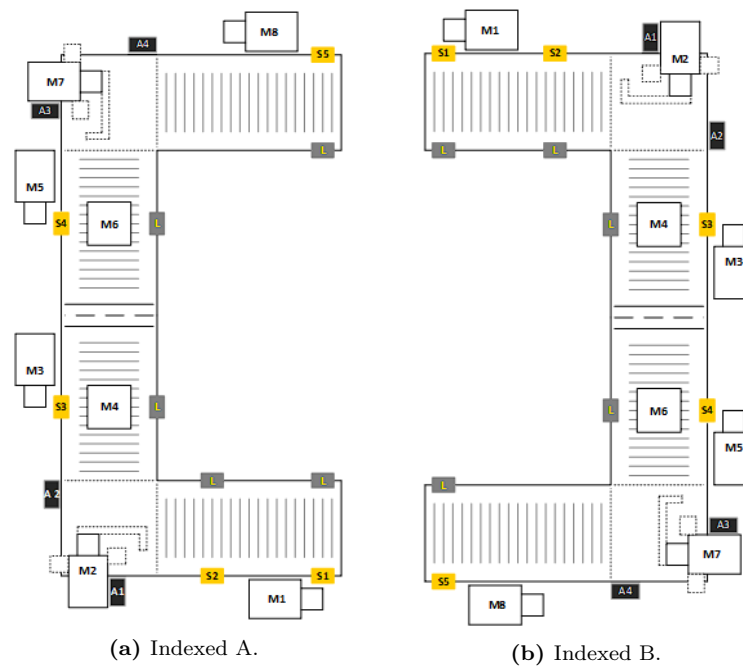 M8
A4
S5
M7
A3
L
M5
S4
M6
L
M3
S3
M4
L
A 2
L
L
M2
A1
S2
M1
S1
(a) Indexed A.
M1
S1
S2
A1
M2
A2
L
L
L
M4
S3
M3
L
M6
S4
M5
L
A3
M7
S5
M8
A4
(b) Indexed B.